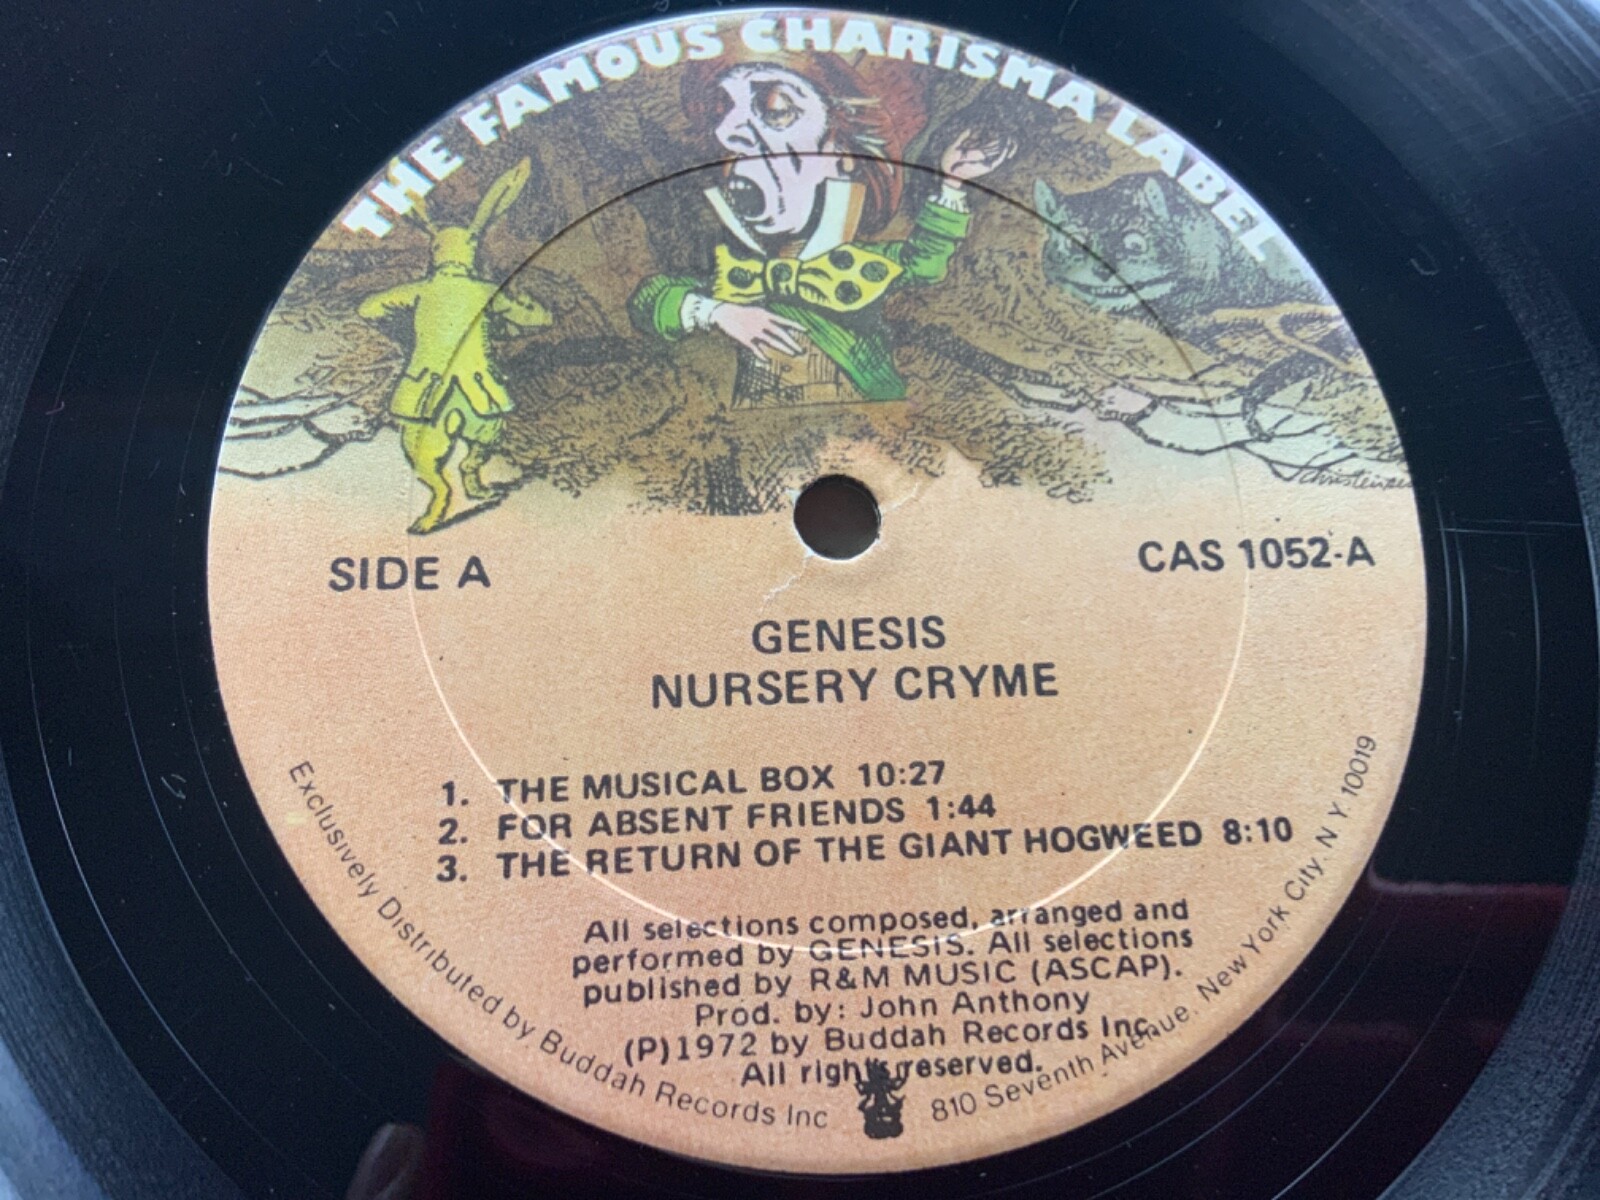 THE FAMOUS CHARISMA LABEL
SIDE A
CAS 1052-A
GENESIS
NURSERY CRYME
1. THE MUSICAL BOX 10:27
2. FOR ABSENT FRIENDS 1:44
3. THE RETURN OF THE GIANT HOGWEED 8:10
All selections composed, arranged and
performed by GENESIS. All selections
published by R&M MUSIC (ASCAP).
Prod. by: John Anthony
(P)1972 by Buddah Records Inc.
All rights reserved.
Exclusively Distributed by Buddah Records Inc
810 Seventh Avenue, New York City, N Y 10019